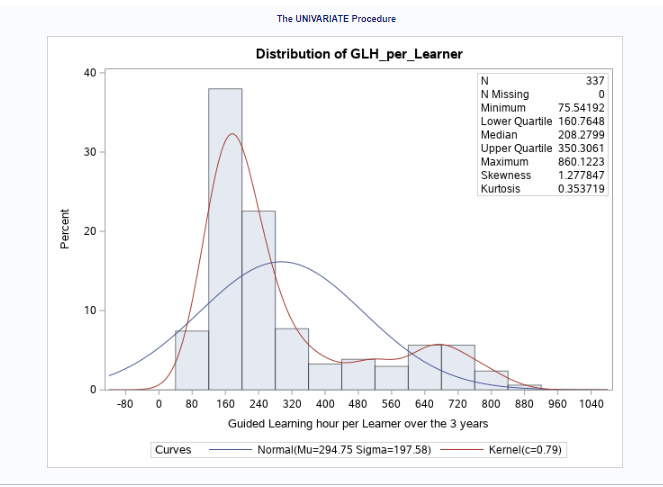 The UNIVARIATE Procedure
Distribution of GLH_per_Learner
N 337
N Missing 0
Minimum 75.54192
Lower Quartile 160.7648
Median 208.2799
Upper Quartile 350.3061
Maximum 860.1223
Skewness 1.277847
Kurtosis 0.353719
40
30
20
10
0
Percent
-80 0 80 160 240 320 400 480 560 640 720 800 880 960 1040
Guided Learning hour per Learner over the 3 years
Curves Normal(Mu=294.75 Sigma=197.58) Kernel(c=0.79)